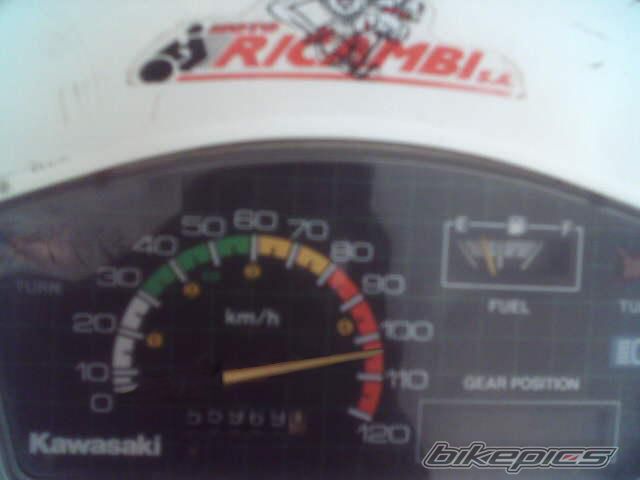 MOTO
RICAMBI S.A.
60
50 70
40 80
30 90
E F
TURN
FUEL
km/h
20 100
10 110
GEAR POSITION
0 120
Kawasaki
bikepics